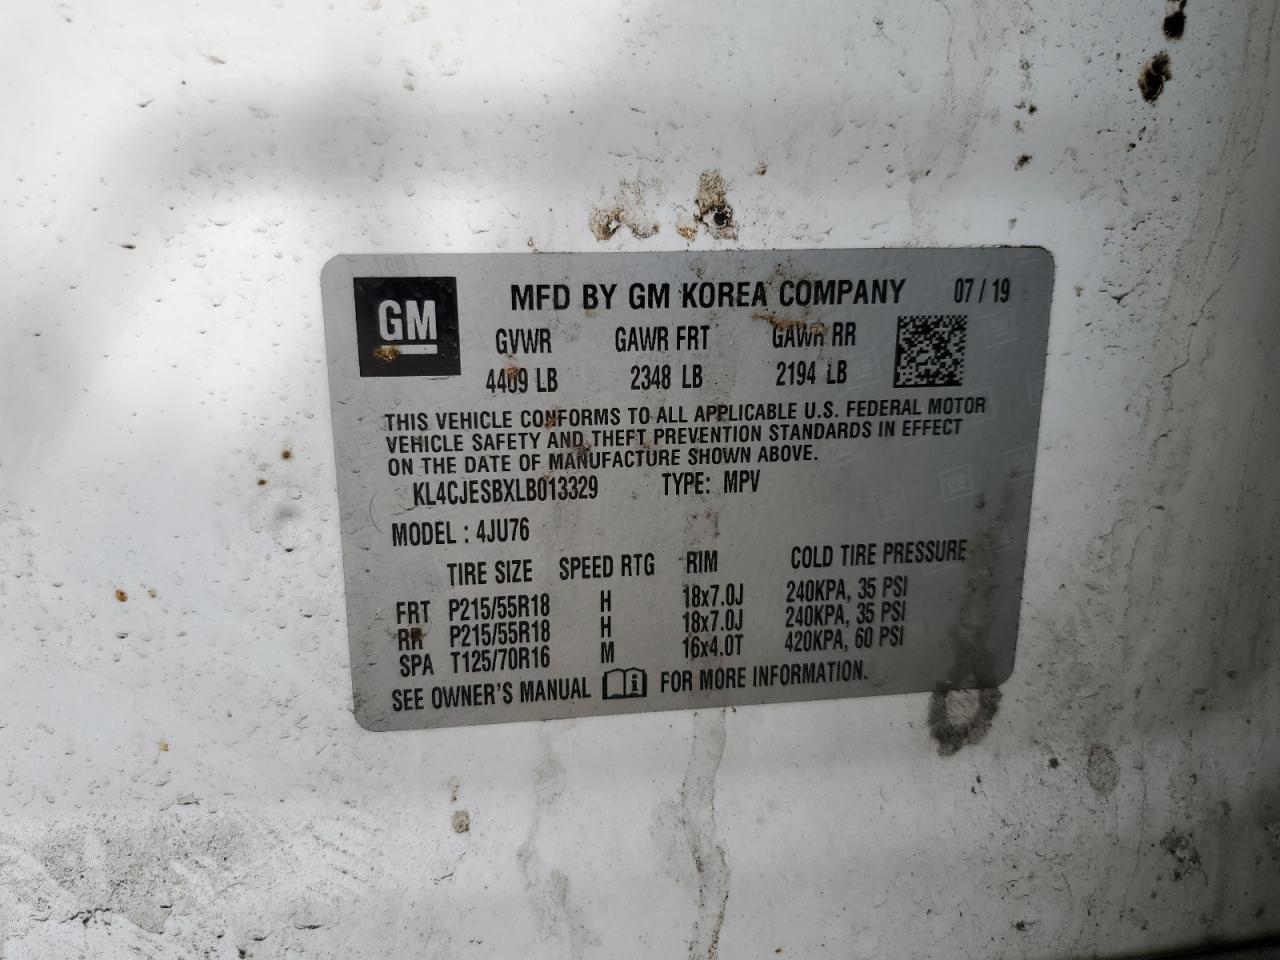 GM
MFD BY GM KOREA COMPANY 07/19
GVWR GAWR FRT GAWR RR
4409 LB 2348 LB 2194 LB
THIS VEHICLE CONFORMS TO ALL APPLICABLE U.S. FEDERAL MOTOR
VEHICLE SAFETY AND THEFT PREVENTION STANDARDS IN EFFECT
ON THE DATE OF MANUFACTURE SHOWN ABOVE.
KL4CJESBXLB013329 TYPE: MPV
MODEL : 4JU76
TIRE SIZE SPEED RTG RIM COLD TIRE PRESSURE
FRT P215/55R18 H 18x7.0J 240KPA, 35 PSI
RR P215/55R18 H 18x7.0J 240KPA, 35 PSI
SPA T125/70R16 M 16x4.0T 420KPA, 60 PSI
SEE OWNER'S MANUAL i FOR MORE INFORMATION.